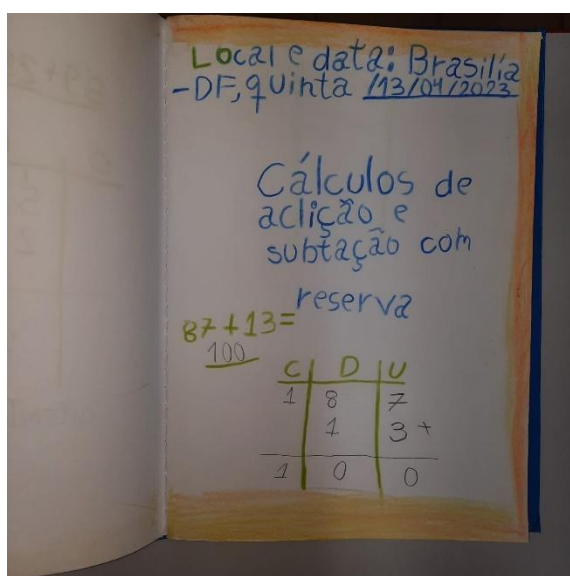 Local e data: Brasilía
-DF, quinta /13/04/2023
Cálculos de
aclição e
subtação com
reserva
87+13=
100
C D U
1 8 7
1 3 +
1 0 0